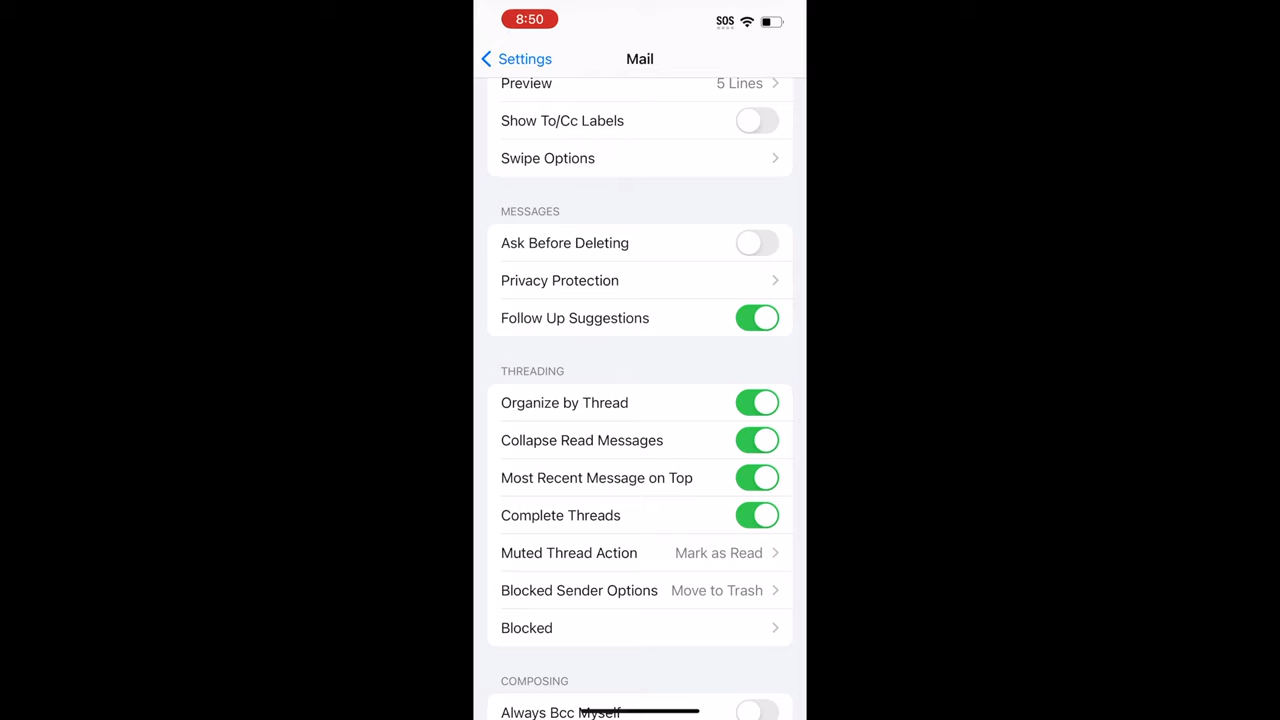 8:50 SOS
Settings Mail
Preview 5 Lines
Show To/Cc Labels
Swipe Options
MESSAGES
Ask Before Deleting
Privacy Protection
Follow Up Suggestions
THREADING
Organize by Thread
Collapse Read Messages
Most Recent Message on Top
Complete Threads
Muted Thread Action Mark as Read
Blocked Sender Options Move to Trash
Blocked
COMPOSING
Always Bcc Myself